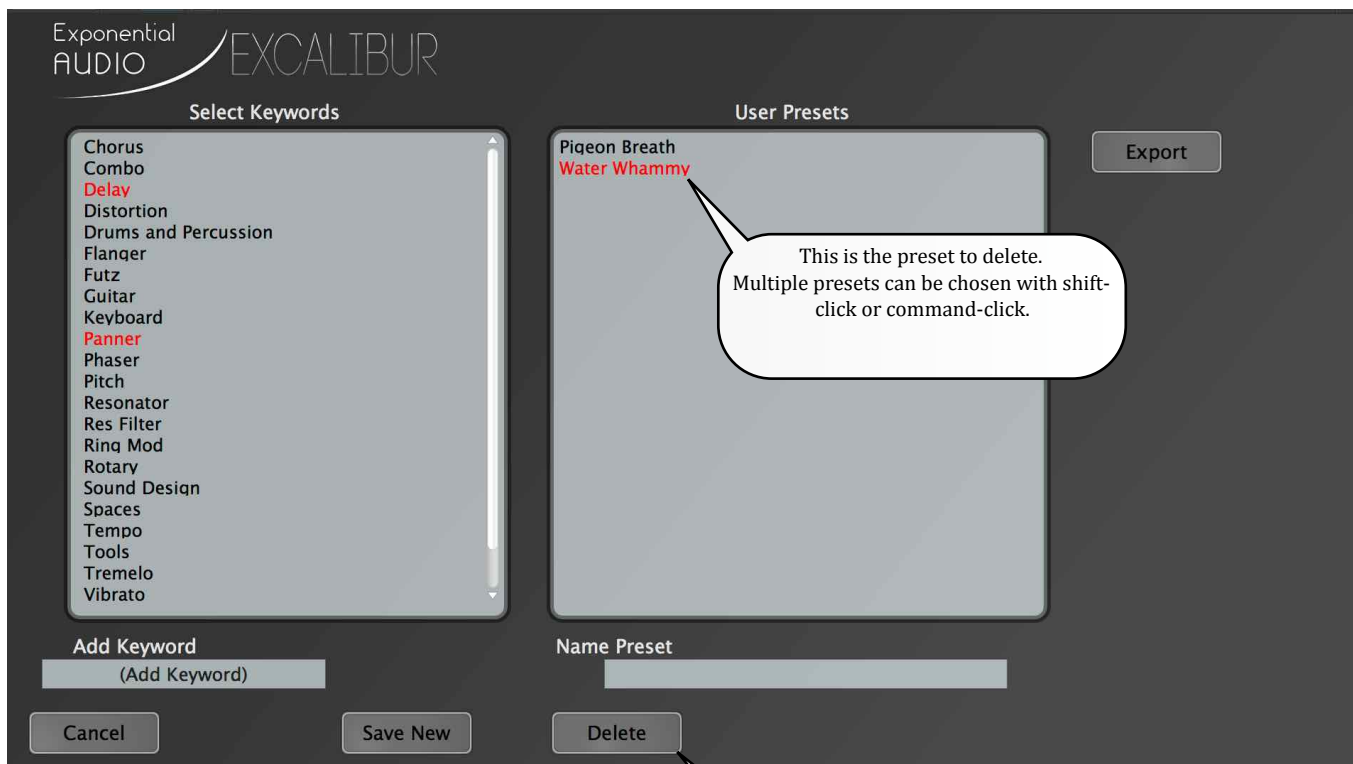 Exponential
AUDIO
EXCALIBUR
Select Keywords
Chorus
Combo
Delay
Distortion
Drums and Percussion
Flanger
Futz
Guitar
Keyboard
Panner
Phaser
Pitch
Resonator
Res Filter
Ring Mod
Rotary
Sound Design
Spaces
Tempo
Tools
Tremelo
Vibrato
User Presets
Pigeon Breath
Water Whammy
Export
This is the preset to delete.
Multiple presets can be chosen with shift-
click or command-click.
Add Keyword
(Add Keyword)
Name Preset
Cancel
Save New
Delete